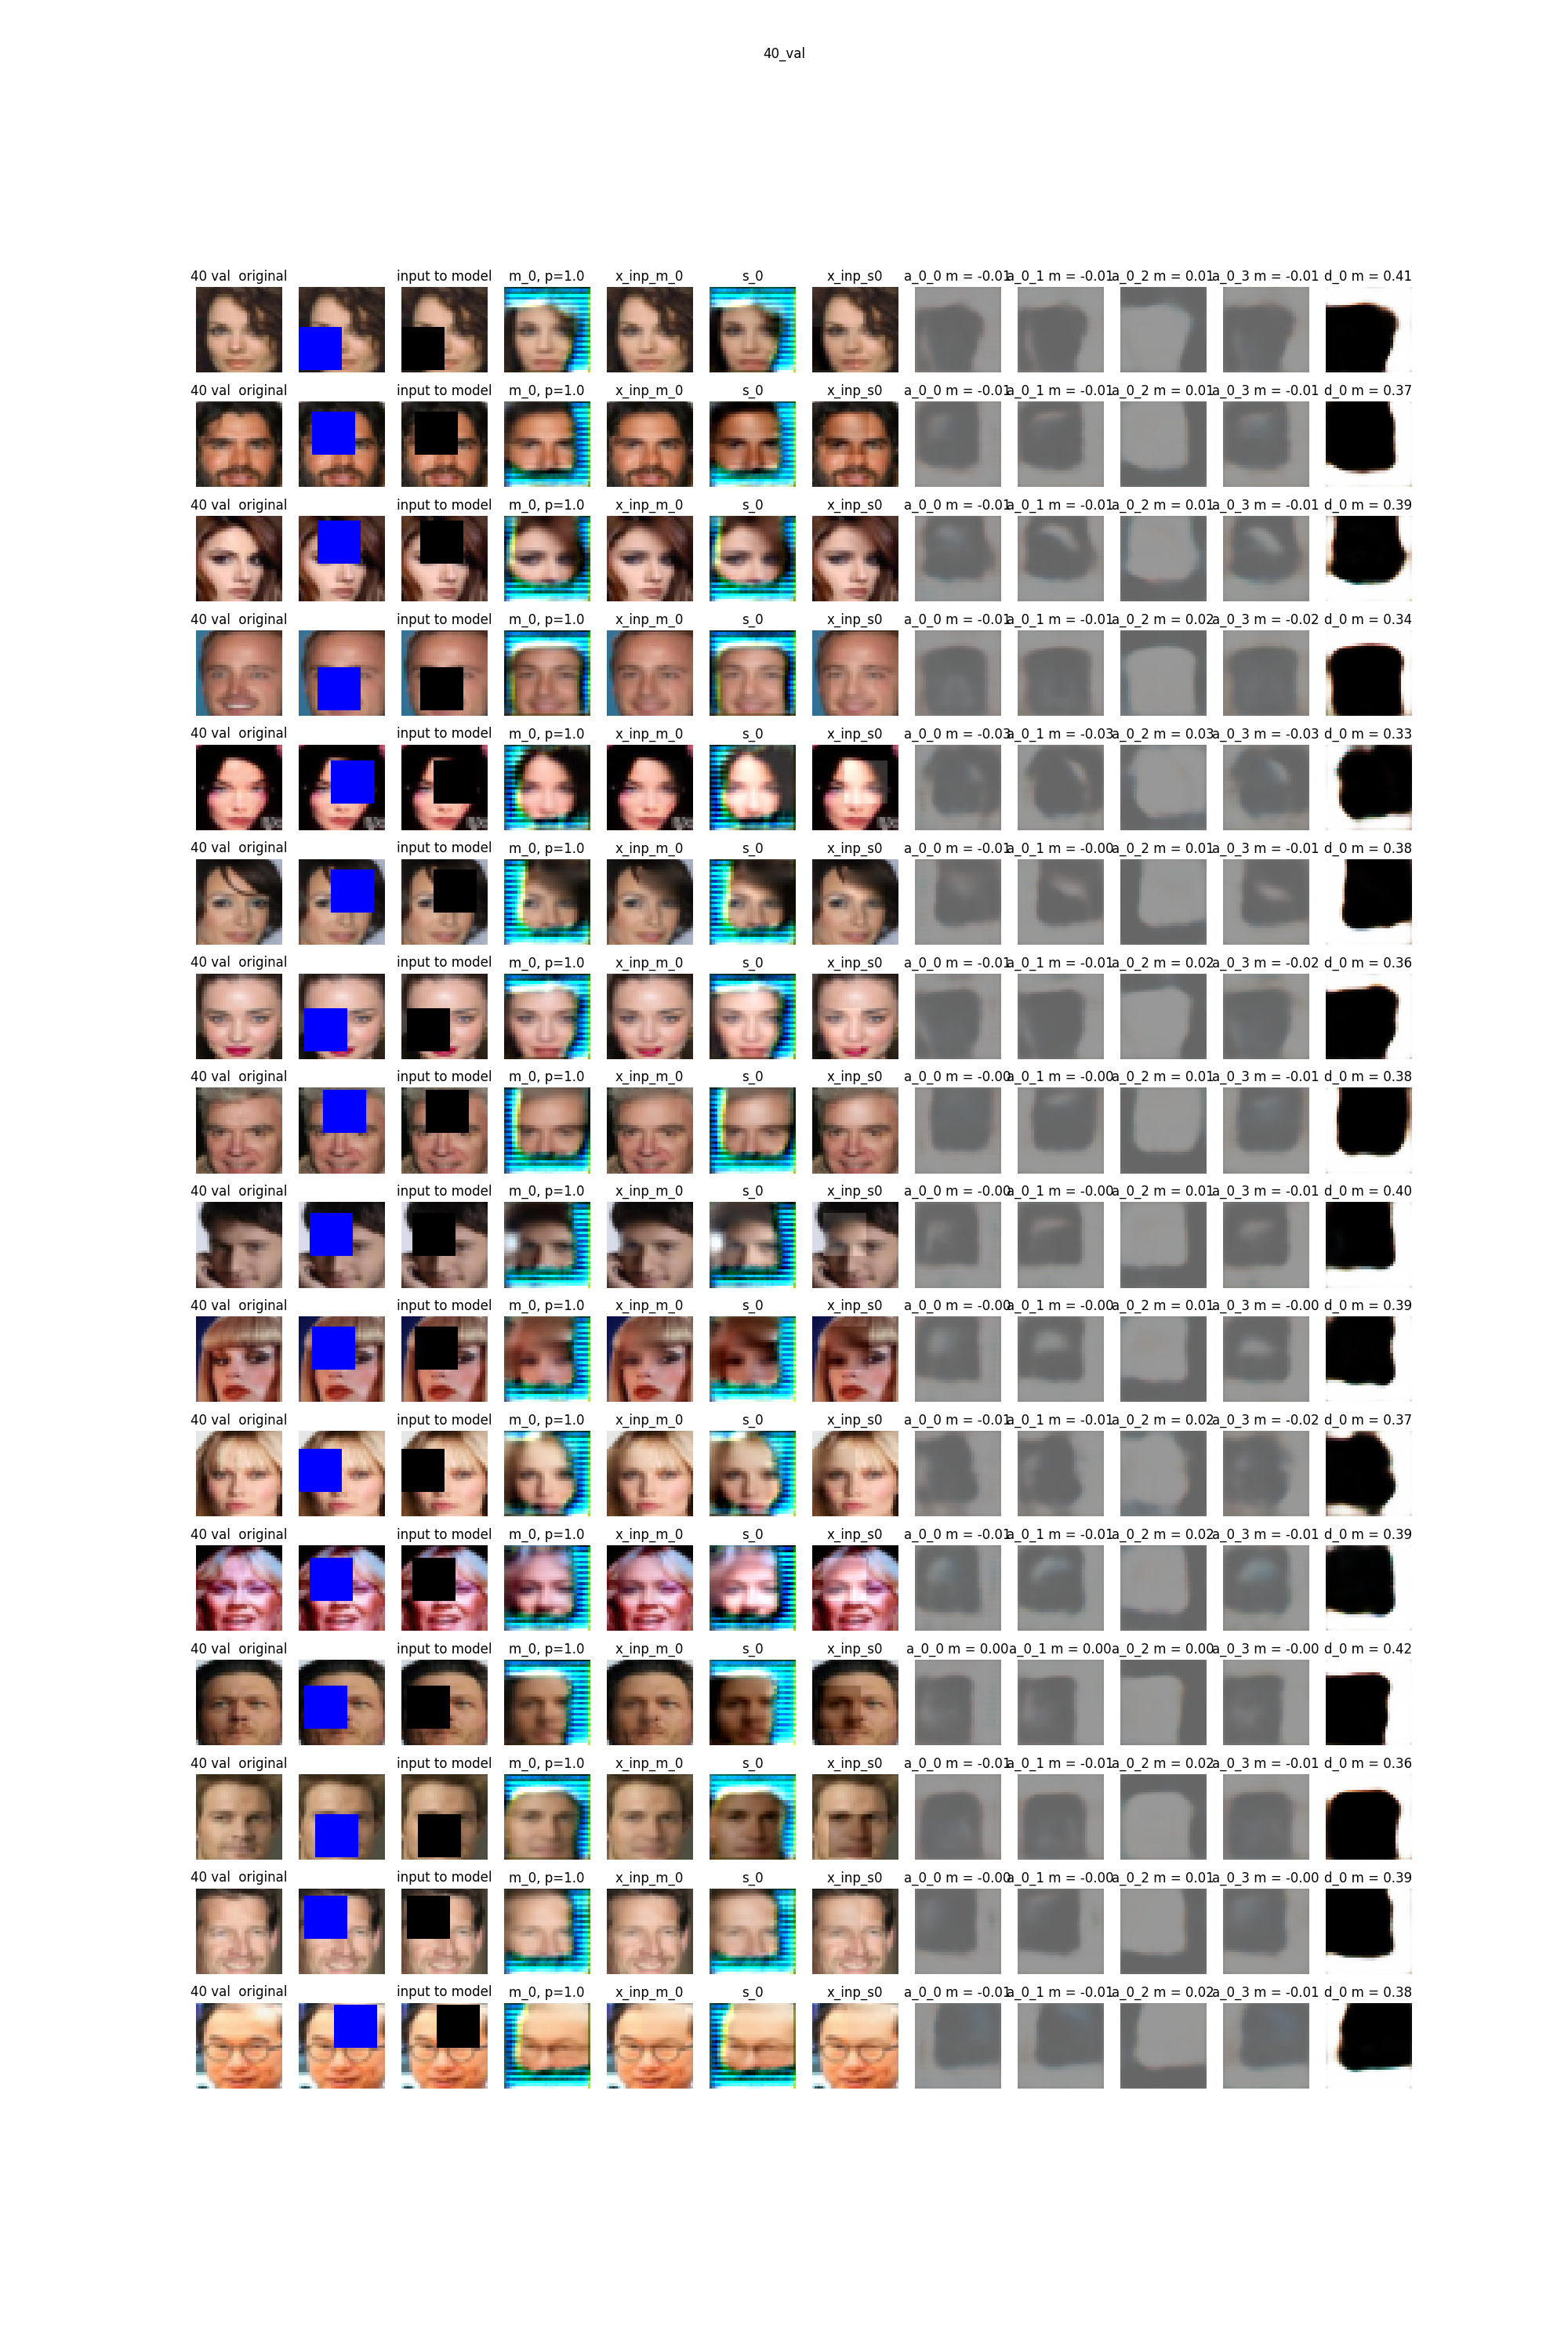 40_val
40 val original input to model m_0, p=1.0 x_inp_m_0 s_0 x_inp_s0 a_0_0 m = -0.01 a_0_1 m = -0.01 a_0_2 m = 0.01 a_0_3 m = -0.01 d_0 m = 0.41
40 val original input to model m_0, p=1.0 x_inp_m_0 s_0 x_inp_s0 a_0_0 m = -0.01 a_0_1 m = -0.01 a_0_2 m = 0.01 a_0_3 m = -0.01 d_0 m = 0.37
40 val original input to model m_0, p=1.0 x_inp_m_0 s_0 x_inp_s0 a_0_0 m = -0.01 a_0_1 m = -0.01 a_0_2 m = 0.01 a_0_3 m = -0.01 d_0 m = 0.39
40 val original input to model m_0, p=1.0 x_inp_m_0 s_0 x_inp_s0 a_0_0 m = -0.01 a_0_1 m = -0.01 a_0_2 m = 0.02 a_0_3 m = -0.02 d_0 m = 0.34
40 val original input to model m_0, p=1.0 x_inp_m_0 s_0 x_inp_s0 a_0_0 m = -0.03 a_0_1 m = -0.03 a_0_2 m = 0.03 a_0_3 m = -0.03 d_0 m = 0.33
40 val original input to model m_0, p=1.0 x_inp_m_0 s_0 x_inp_s0 a_0_0 m = -0.01 a_0_1 m = -0.00 a_0_2 m = 0.01 a_0_3 m = -0.01 d_0 m = 0.38
40 val original input to model m_0, p=1.0 x_inp_m_0 s_0 x_inp_s0 a_0_0 m = -0.01 a_0_1 m = -0.01 a_0_2 m = 0.02 a_0_3 m = -0.02 d_0 m = 0.36
40 val original input to model m_0, p=1.0 x_inp_m_0 s_0 x_inp_s0 a_0_0 m = -0.00 a_0_1 m = -0.00 a_0_2 m = 0.01 a_0_3 m = -0.01 d_0 m = 0.38
40 val original input to model m_0, p=1.0 x_inp_m_0 s_0 x_inp_s0 a_0_0 m = -0.00 a_0_1 m = -0.00 a_0_2 m = 0.01 a_0_3 m = -0.01 d_0 m = 0.40
40 val original input to model m_0, p=1.0 x_inp_m_0 s_0 x_inp_s0 a_0_0 m = -0.00 a_0_1 m = -0.00 a_0_2 m = 0.01 a_0_3 m = -0.00 d_0 m = 0.39
40 val original input to model m_0, p=1.0 x_inp_m_0 s_0 x_inp_s0 a_0_0 m = -0.01 a_0_1 m = -0.01 a_0_2 m = 0.02 a_0_3 m = -0.02 d_0 m = 0.37
40 val original input to model m_0, p=1.0 x_inp_m_0 s_0 x_inp_s0 a_0_0 m = -0.01 a_0_1 m = -0.01 a_0_2 m = 0.02 a_0_3 m = -0.01 d_0 m = 0.39
40 val original input to model m_0, p=1.0 x_inp_m_0 s_0 x_inp_s0 a_0_0 m = 0.00 a_0_1 m = 0.00 a_0_2 m = 0.00 a_0_3 m = -0.00 d_0 m = 0.42
40 val original input to model m_0, p=1.0 x_inp_m_0 s_0 x_inp_s0 a_0_0 m = -0.01 a_0_1 m = -0.01 a_0_2 m = 0.02 a_0_3 m = -0.01 d_0 m = 0.36
40 val original input to model m_0, p=1.0 x_inp_m_0 s_0 x_inp_s0 a_0_0 m = -0.00 a_0_1 m = -0.00 a_0_2 m = 0.01 a_0_3 m = -0.00 d_0 m = 0.39
40 val original input to model m_0, p=1.0 x_inp_m_0 s_0 x_inp_s0 a_0_0 m = -0.01 a_0_1 m = -0.01 a_0_2 m = 0.02 a_0_3 m = -0.01 d_0 m = 0.38